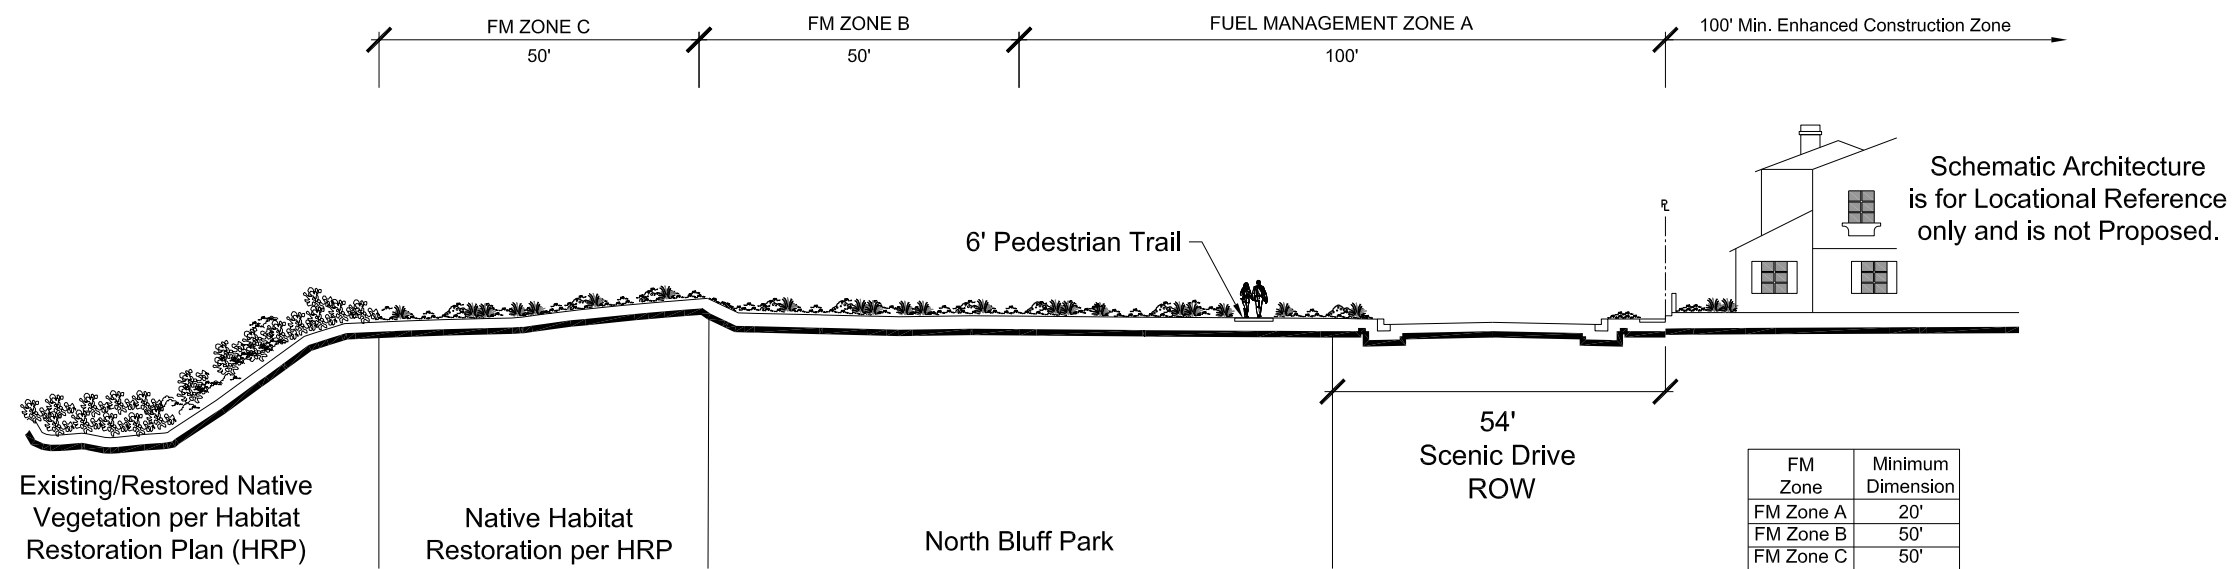 FM ZONE C
50'
FM ZONE B
50'
FUEL MANAGEMENT ZONE A
100'
100' Min. Enhanced Construction Zone
Schematic Architecture
is for Locational Reference
only and is not Proposed.
PL
6' Pedestrian Trail
54'
Scenic Drive
ROW
Existing/Restored Native
Vegetation per Habitat
Restoration Plan (HRP)
Native Habitat
Restoration per HRP
North Bluff Park
FM Zone Minimum Dimension
FM Zone A 20'
FM Zone B 50'
FM Zone C 50'